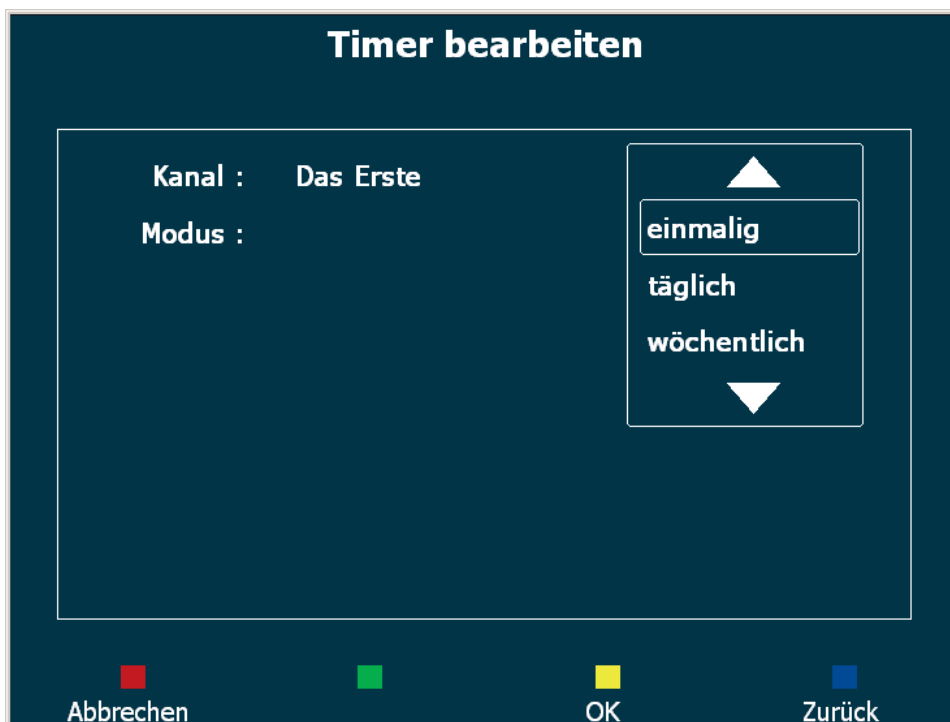 Timer bearbeiten
Kanal : Das Erste
Modus :
einmalig
täglich
wöchentlich
Abbrechen
OK
Zurück